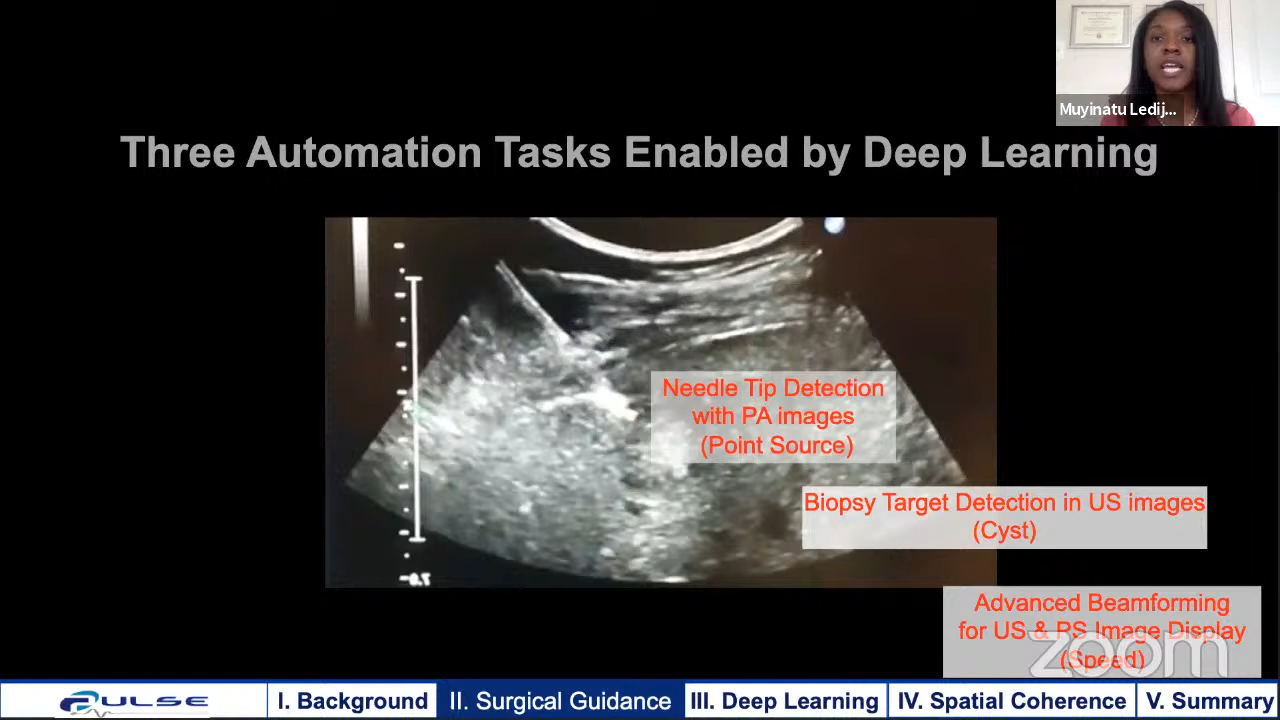 Muyinatu Ledij...
Three Automation Tasks Enabled by Deep Learning
Needle Tip Detection
with PA images
(Point Source)
Biopsy Target Detection in US images
(Cyst)
Advanced Beamforming
for US & PS Image Display
(Speed)
zoom
PULSE
I. Background
II. Surgical Guidance
III. Deep Learning
IV. Spatial Coherence
V. Summary